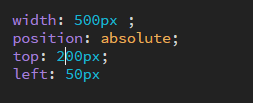 width: 500px ;
position: absolute;
top: 200px;
left: 50px